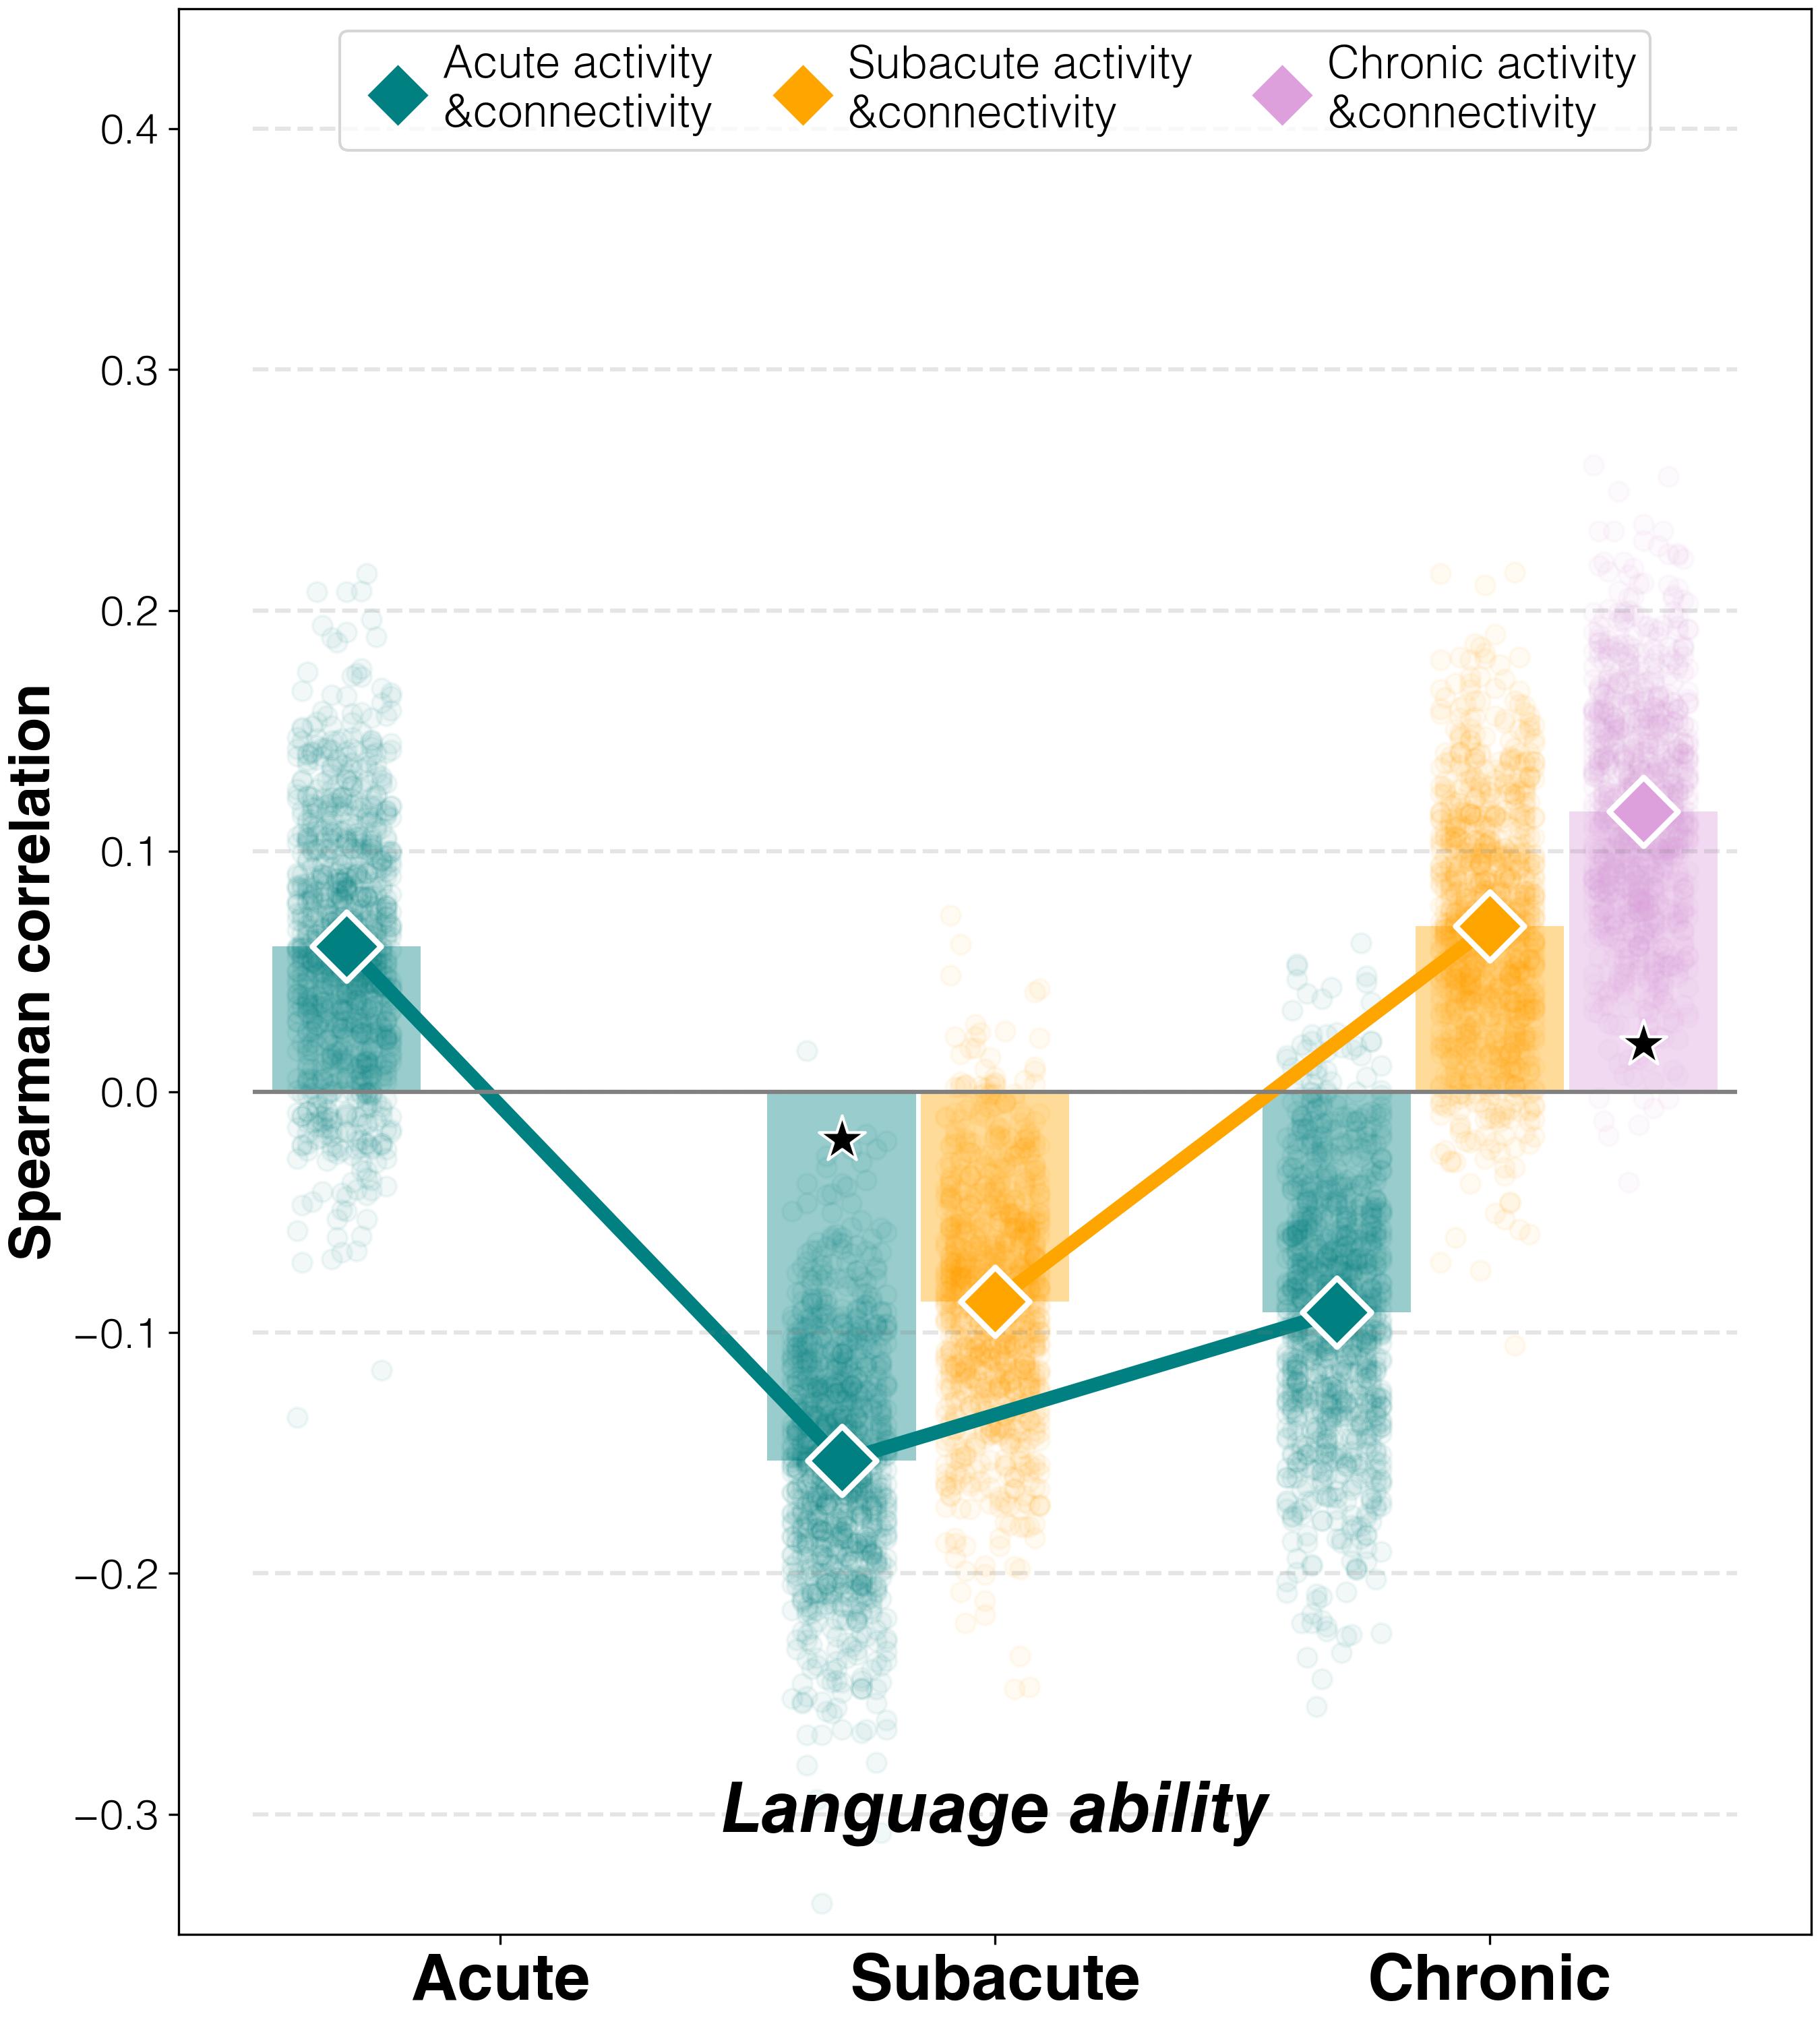 Acute activity
&connectivity
Subacute activity
&connectivity
Chronic activity
&connectivity
Spearman correlation
0.4
0.3
0.2
0.1
0.0
−0.1
−0.2
−0.3
Language ability
Acute
Subacute
Chronic